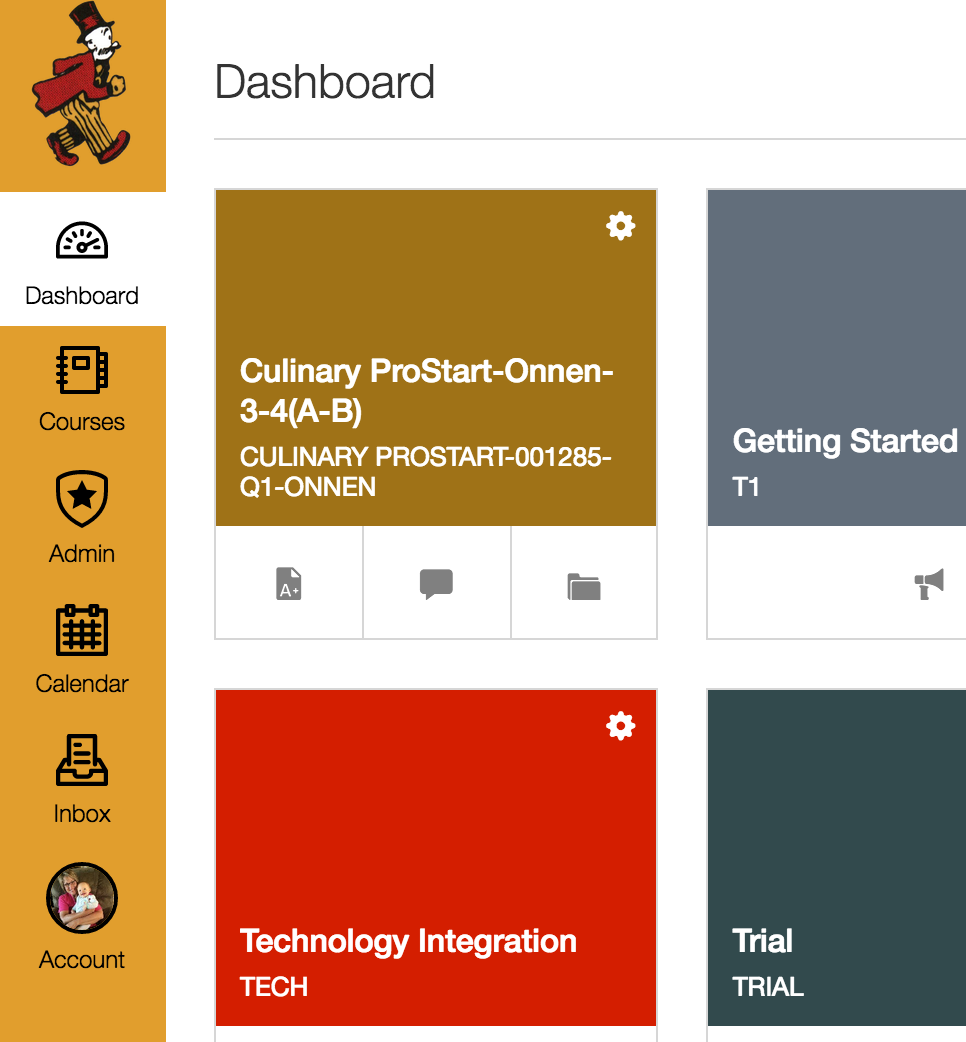 Dashboard
Dashboard
Courses
Admin
Calendar
Inbox
Account
Culinary ProStart-Onnen-
3-4(A-B)
CULINARY PROSTART-001285-
Q1-ONNEN
A+
Getting Started
T1
Technology Integration
TECH
Trial
TRIAL